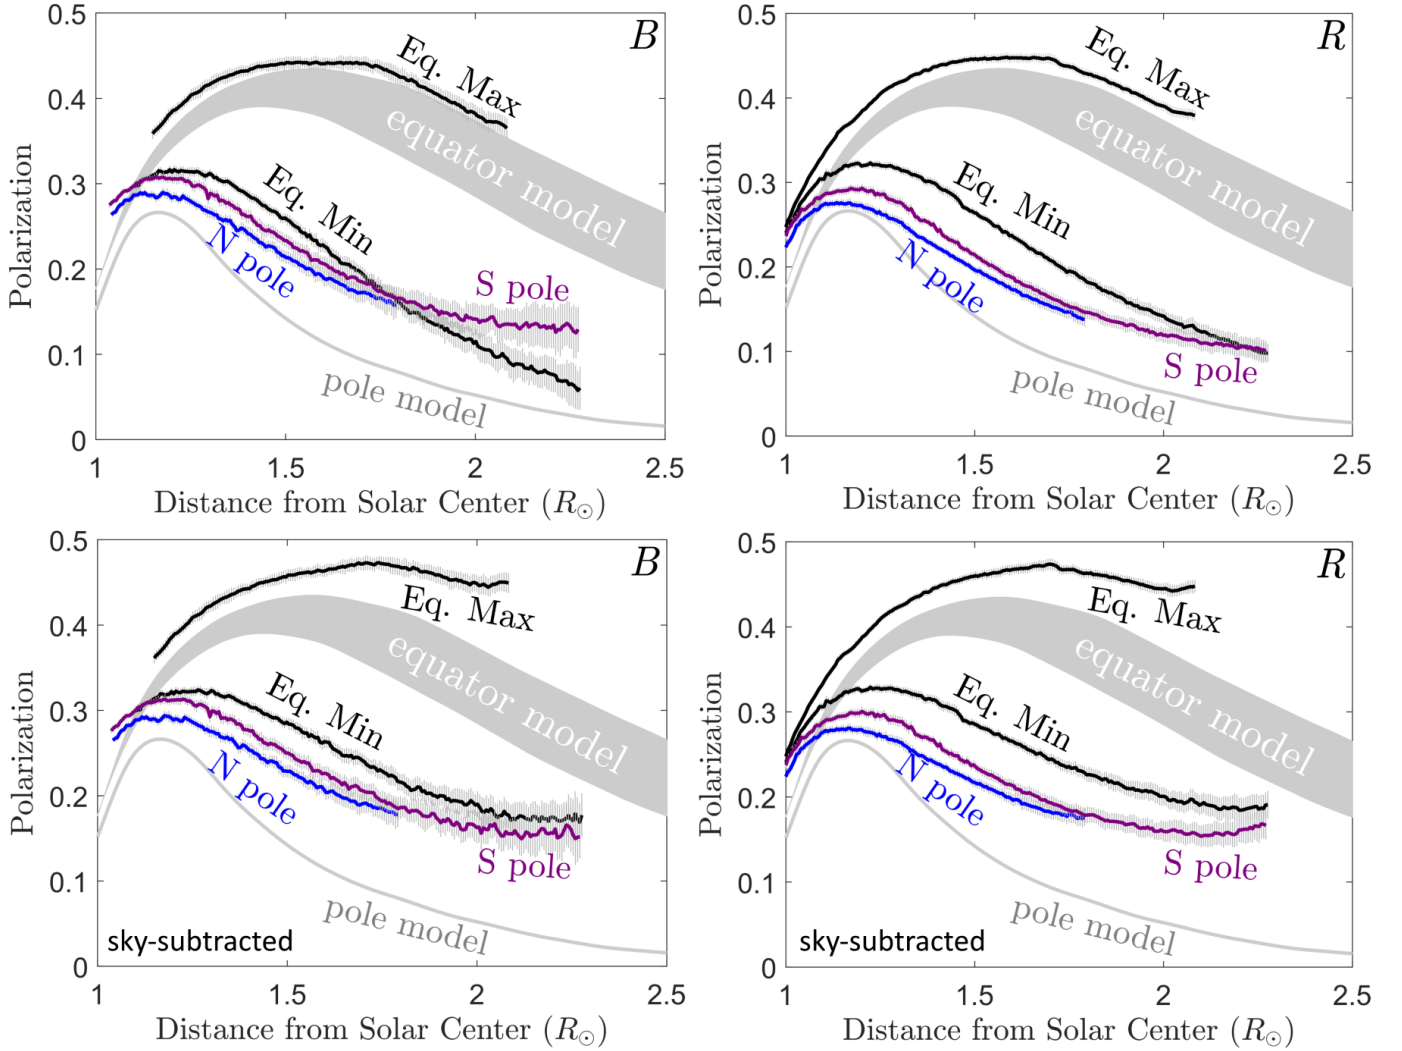 0.5
0.4
0.3
0.2
0.1
0
Polarization
B
Eq. Max
equator model
Eq. Min
N pole
S pole
pole model
1
1.5
2
2.5
Distance from Solar Center (R☉)
0.5
0.4
0.3
0.2
0.1
0
Polarization
R
Eq. Max
equator model
Eq. Min
N pole
S pole
pole model
1
1.5
2
2.5
Distance from Solar Center (R☉)
0.5
0.4
0.3
0.2
0.1
0
Polarization
B
Eq. Max
equator model
Eq. Min
N pole
S pole
pole model
sky-subtracted
1
1.5
2
2.5
Distance from Solar Center (R☉)
0.5
0.4
0.3
0.2
0.1
0
Polarization
R
Eq. Max
equator model
Eq. Min
N pole
S pole
pole model
sky-subtracted
1
1.5
2
2.5
Distance from Solar Center (R☉)